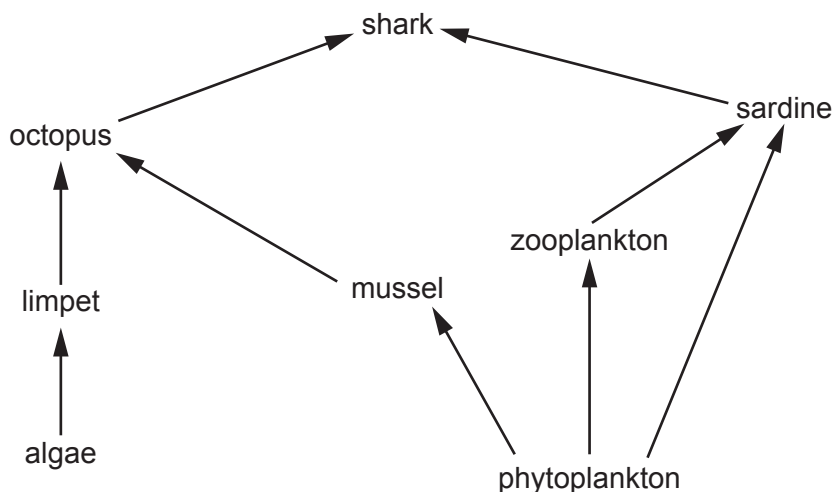 shark
sardine
octopus
zooplankton
mussel
limpet
algae
phytoplankton